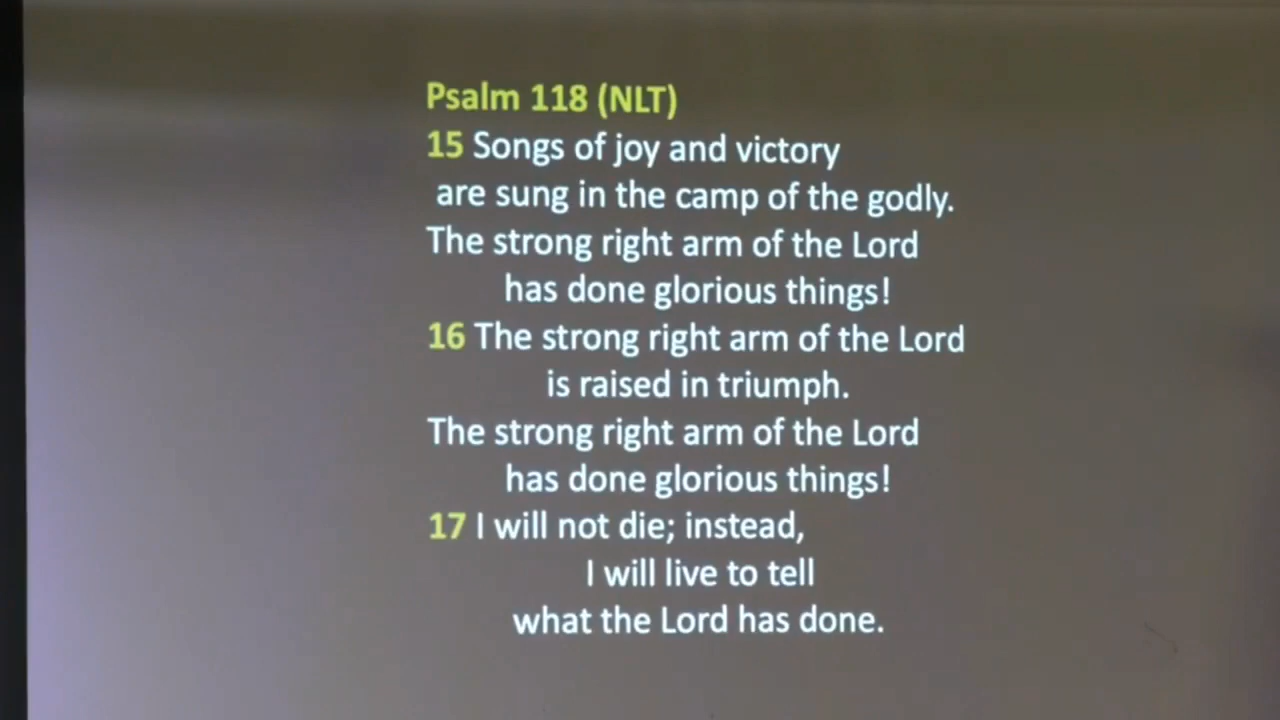 Psalm 118 (NLT)
15 Songs of joy and victory
are sung in the camp of the godly.
The strong right arm of the Lord
has done glorious things!
16 The strong right arm of the Lord
is raised in triumph.
The strong right arm of the Lord
has done glorious things!
17 I will not die; instead,
I will live to tell
what the Lord has done.